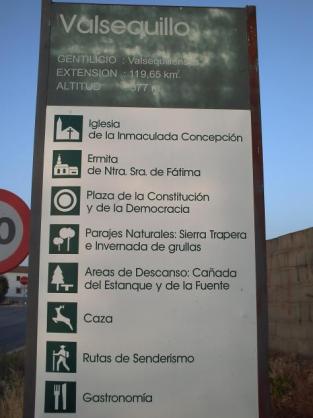 Valsequillo
GENTILICIO : Valsequillenses
EXTENSION : 119,65 km.
ALTITUD : 577 m.
Iglesia
de la Inmaculada Concepción
Ermita
de Ntra. Sra. de Fátima
Plaza de la Constitución
y de la Democracia
Parajes Naturales: Sierra Trapera
e Invernada de grullas
Areas de Descanso: Cañada
del Estanque y de la Fuente
Caza
Rutas de Senderismo
Gastronomía